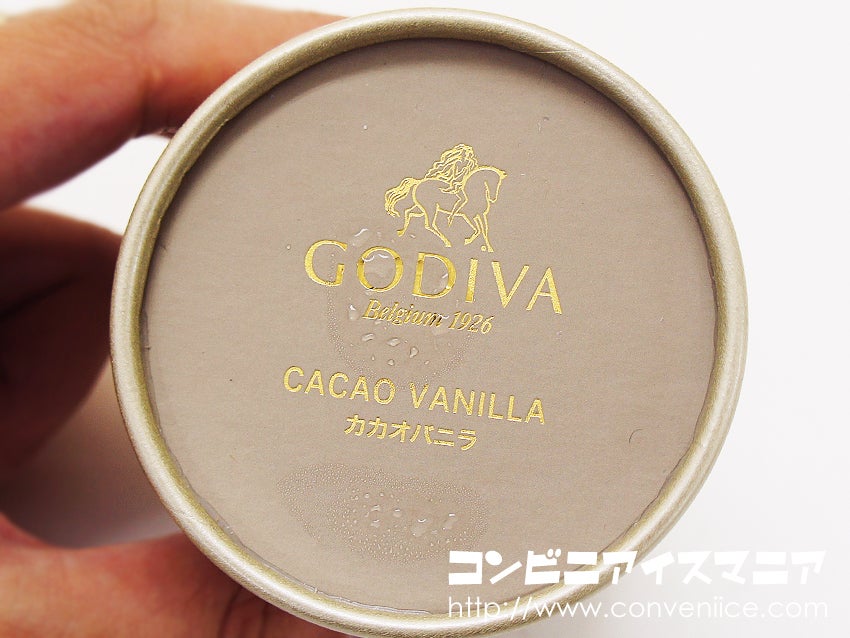 GODIVA
Belgium 1926
CACAO VANILLA
カカオバニラ
コンビニアイスマニア
http://www.conveniice.com